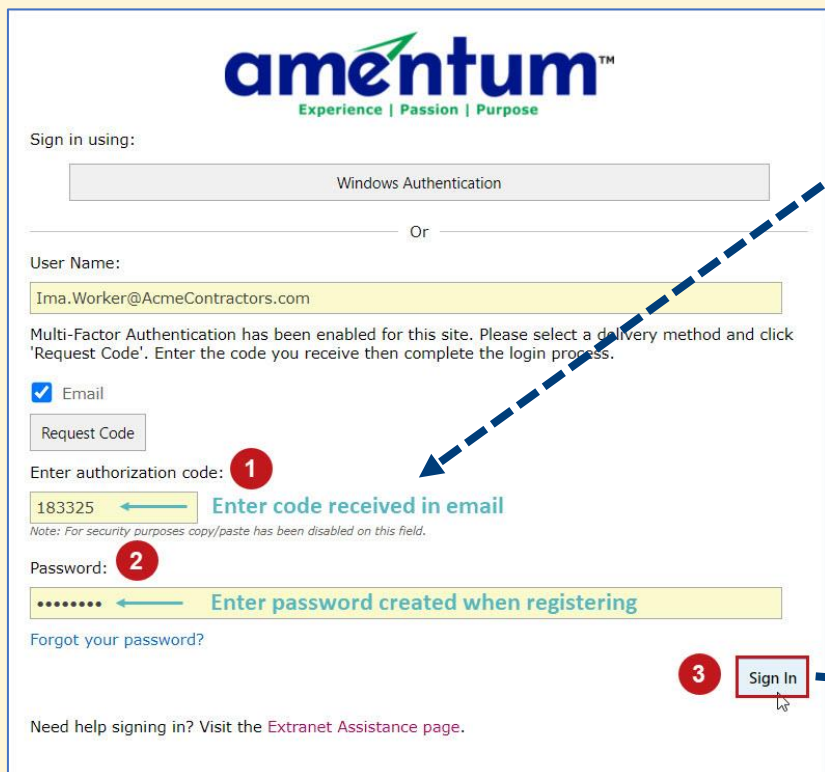 amentum™
Experience | Passion | Purpose
Sign in using:
Windows Authentication
Or
User Name:
Ima.Worker@AcmeContractors.com
Multi-Factor Authentication has been enabled for this site. Please select a delivery method and click
'Request Code'. Enter the code you receive then complete the login process.
Email
Request Code
Enter authorization code: 1
183325 Enter code received in email
Note: For security purposes copy/paste has been disabled on this field.
Password: 2
•••••••• Enter password created when registering
Forgot your password?
3 Sign In
Need help signing in? Visit the Extranet Assistance page.